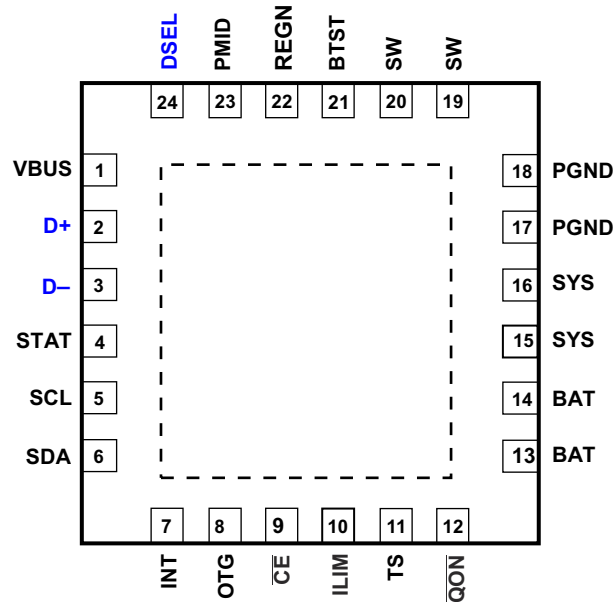 DSEL PMID REGN BTST SW SW
24 23 22 21 20 19
VBUS 1 18 PGND
D+ 2 17 PGND
D– 3 16 SYS
STAT 4 15 SYS
SCL 5 14 BAT
SDA 6 13 BAT
7 8 9 10 11 12
INT OTG C̅E̅ ILIM TS Q̅O̅N̅